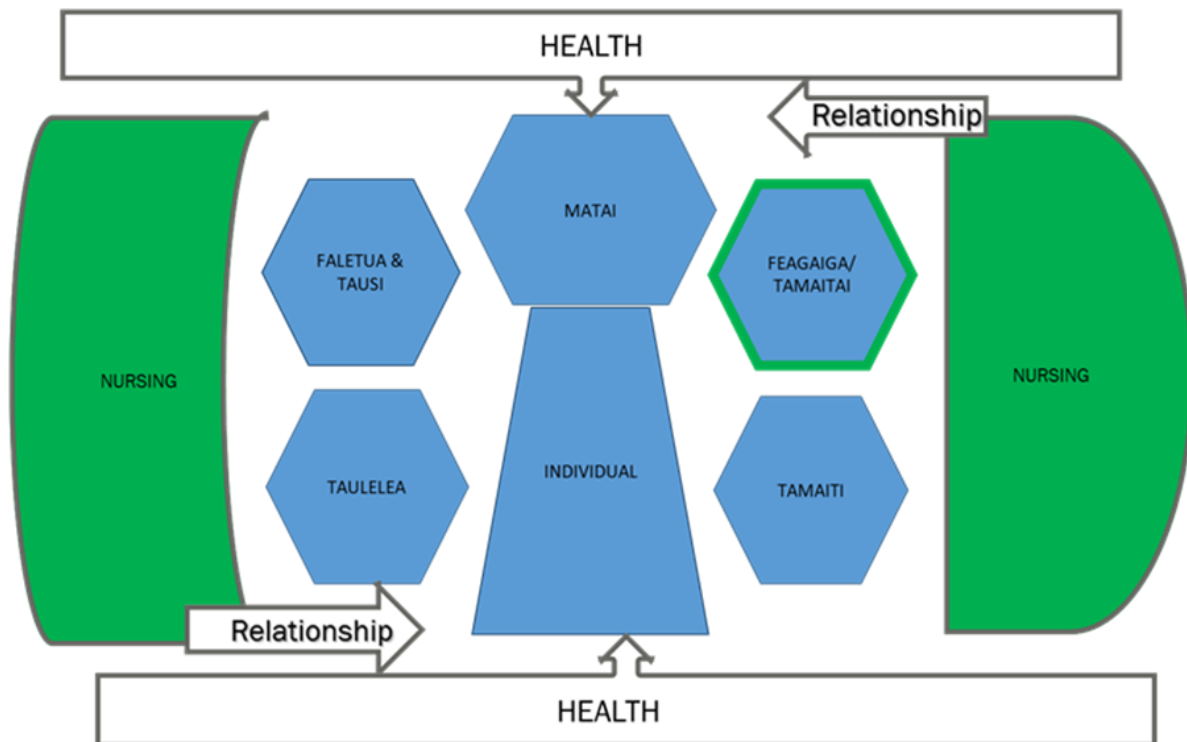 HEALTH
Relationship
MATAI
FALETUA &
TAUSI
FEAGAIGA/
TAMAITAI
NURSING
NURSING
TAULELEA
INDIVIDUAL
TAMAITI
Relationship
HEALTH